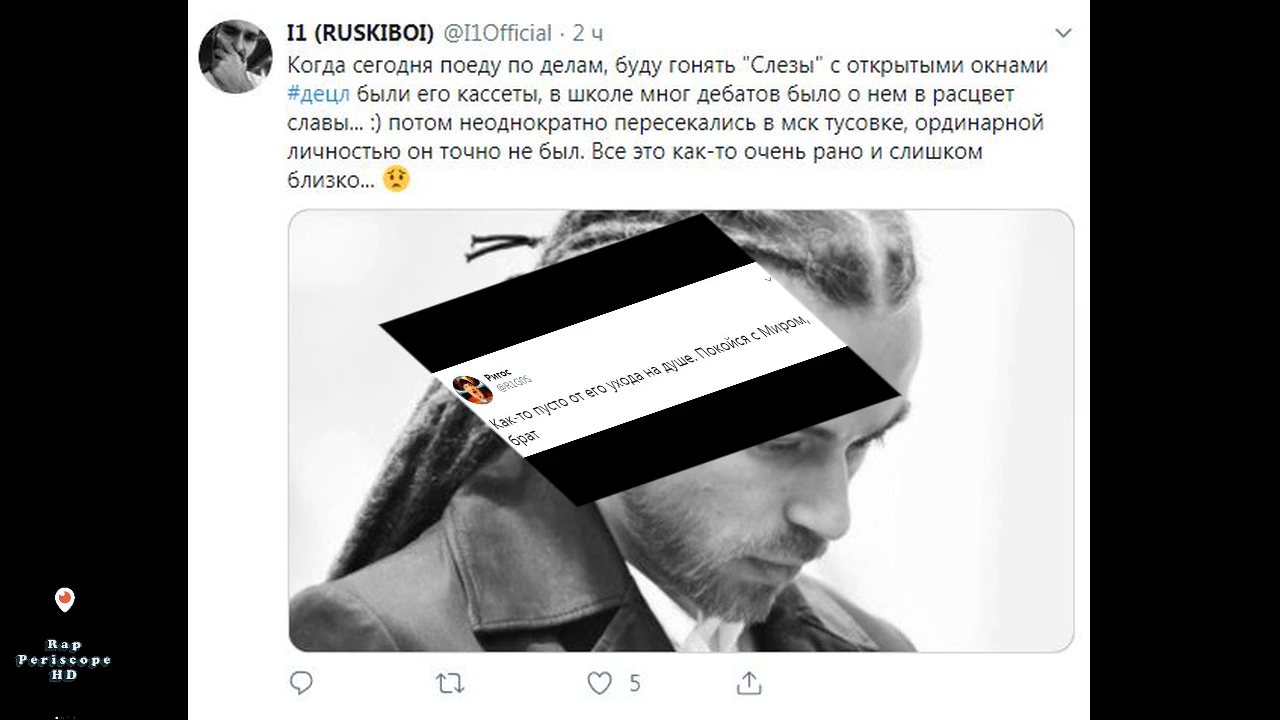 I1 (RUSKIBOI) @I1Official · 2 ч
Когда сегодня поеду по делам, буду гонять "Слезы" с открытыми окнами
#децл были его кассеты, в школе мног дебатов было о нем в расцвет
славы... :) потом неоднократно пересекались в мск тусовке, ординарной
личностью он точно не был. Все это как-то очень рано и слишком
близко... 😟
Ригос
@R1GOS
Как-то пусто от его ухода на душе. Покойся с Миром,
брат
5
Rap
Periscope
HD